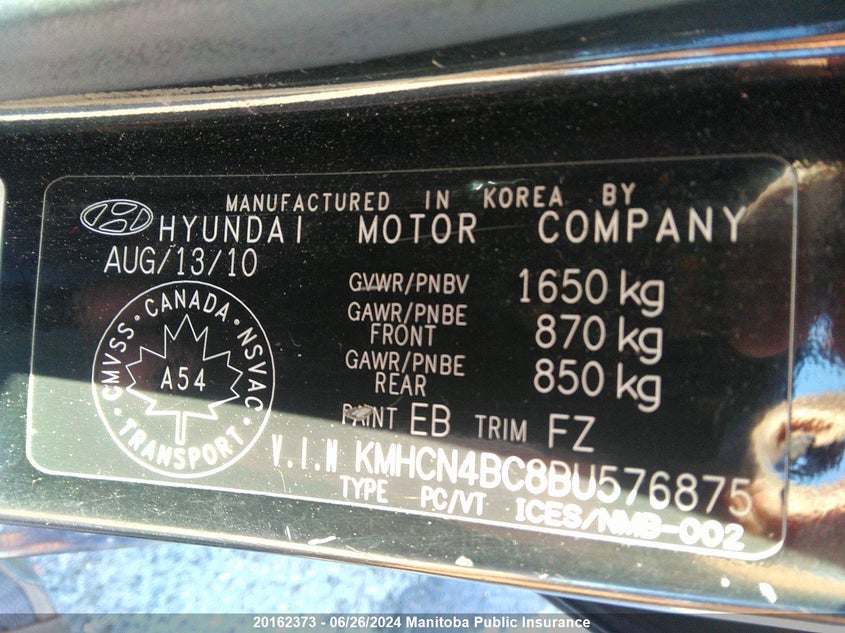 MANUFACTURED IN KOREA BY
HYUNDAI MOTOR COMPANY
AUG/13/10
GVWR/PNBV 1650 kg
GAWR/PNBE FRONT 870 kg
GAWR/PNBE REAR 850 kg
PAINT EB TRIM FZ
CMVSS • CANADA • NSVAC • TRANSPORT •
A54
V.I.N KMHCN4BC8BU576875
TYPE PC/VT ICES/NMB-002
20162373 - 06/26/2024 Manitoba Public Insurance